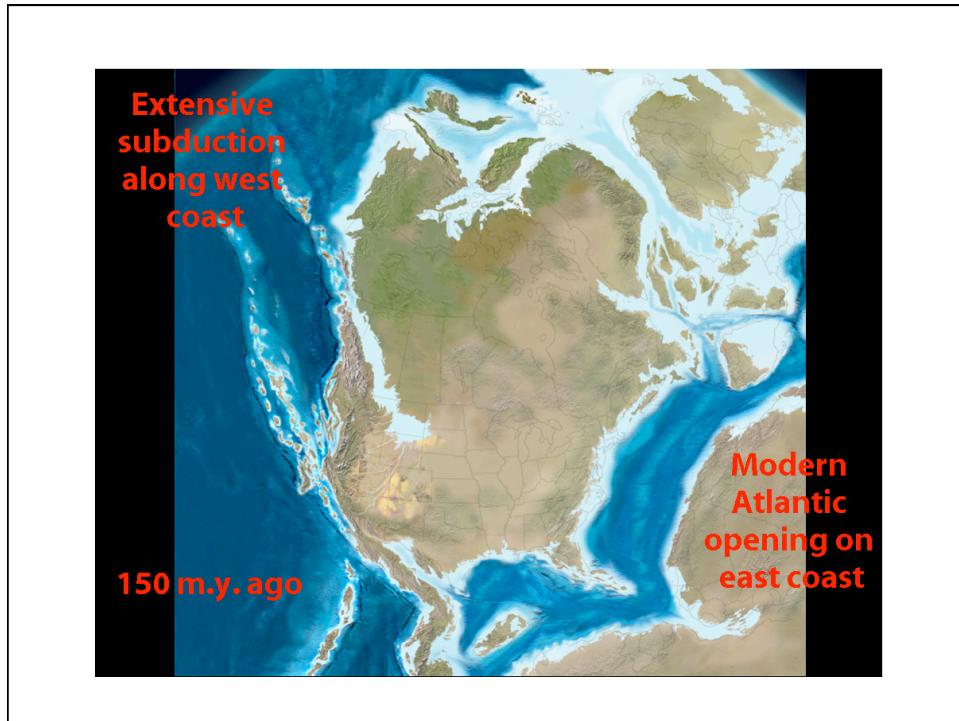 Extensive
subduction
along west
coast
Modern
Atlantic
opening on
east coast
150 m.y. ago